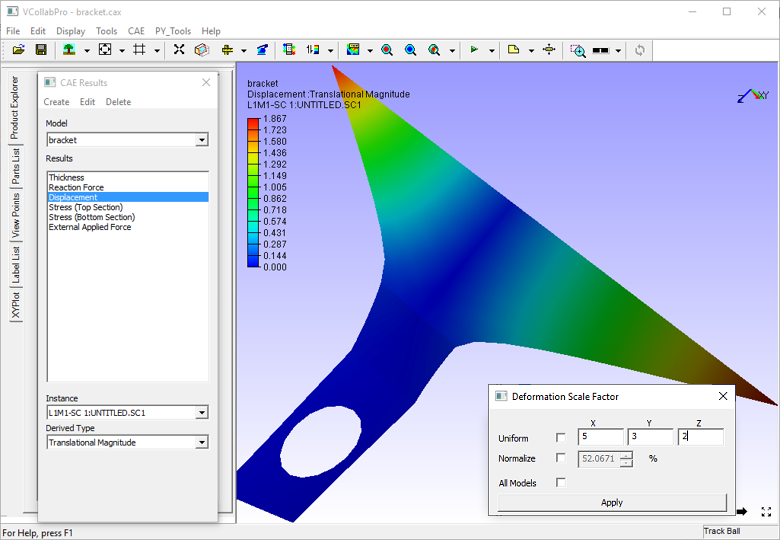 VCollabPro - bracket.cax
File Edit Display Tools CAE PY_Tools Help
Product Explorer
Parts List
View Points
Label List
XYPlot
CAE Results
Create Edit Delete
Model
bracket
Results
Thickness
Reaction Force
Displacement
Stress (Top Section)
Stress (Bottom Section)
External Applied Force
Instance
L1M1-SC 1:UNTITLED.SC1
Derived Type
Translational Magnitude
bracket
Displacement :Translational Magnitude
L1M1-SC 1:UNTITLED.SC1
1.867
1.723
1.580
1.436
1.292
1.149
1.005
0.862
0.718
0.574
0.431
0.287
0.144
0.000
Z XY
Deformation Scale Factor
X Y Z
Uniform 5 3 2
Normalize 52.0671 %
All Models
Apply
For Help, press F1
Track Ball